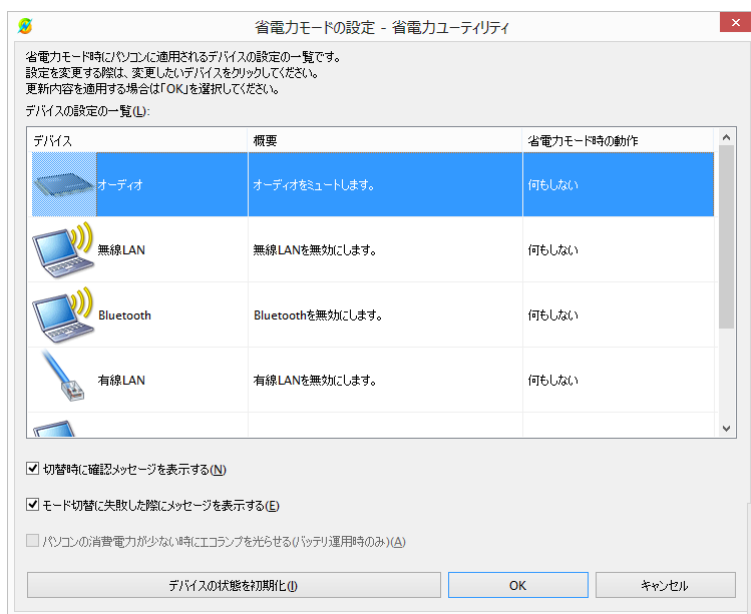 省電力モードの設定 - 省電力ユーティリティ
省電力モード時にパソコンに適用されるデバイスの設定の一覧です。
設定を変更する際は、変更したいデバイスをクリックしてください。
更新内容を適用する場合は「OK」を選択してください。
デバイスの設定の一覧(L):
デバイス 概要 省電力モード時の動作
オーディオ オーディオをミュートします。 何もしない
無線LAN 無線LANを無効にします。 何もしない
Bluetooth Bluetoothを無効にします。 何もしない
有線LAN 有線LANを無効にします。 何もしない
切替時に確認メッセージを表示する(N)
モード切替に失敗した際にメッセージを表示する(E)
パソコンの消費電力が少ない時にエコランプを光らせる(バッテリ運用時のみ)(A)
デバイスの状態を初期化(I) OK キャンセル